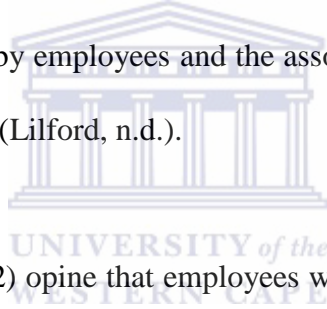 by employees and the asso
(Lilford, n.d.).
UNIVERSITY of the
2) opine that employees w
WESTERN CAPE